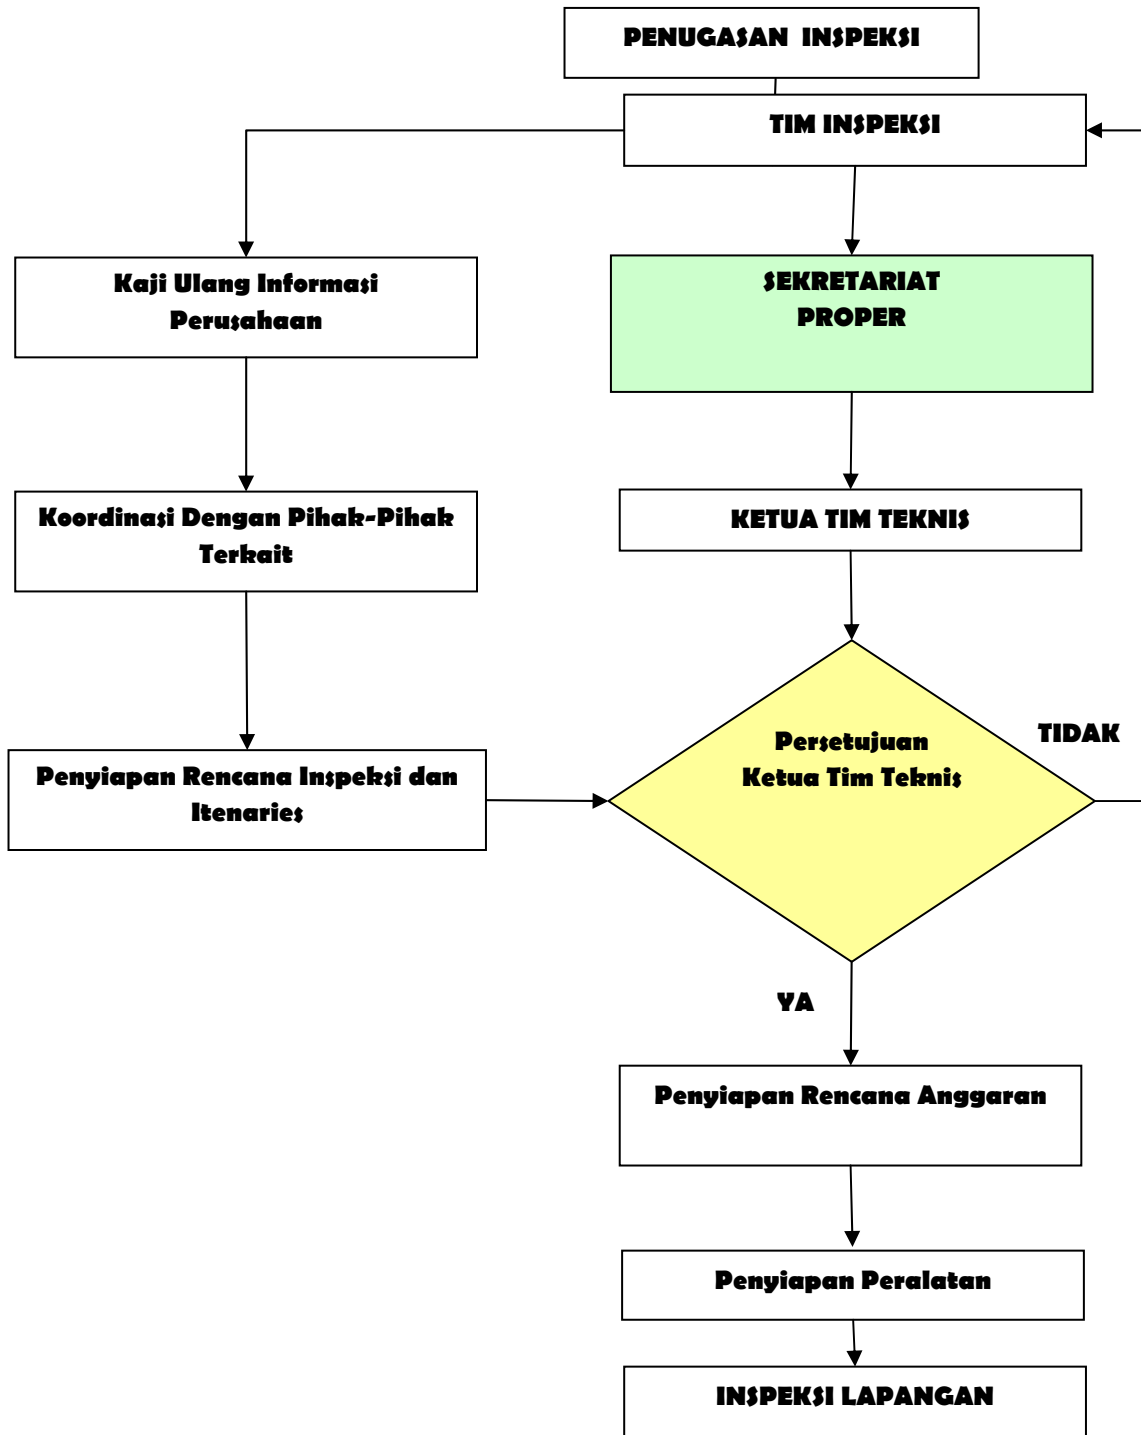 PENUGASAN INSPEKSI
TIM INSPEKSI
Kaji Ulang Informasi
Perusahaan
SEKRETARIAT
PROPER
Koordinasi Dengan Pihak-Pihak
Terkait
KETUA TIM TEKNIS
Persetujuan
Ketua Tim Teknis
TIDAK
Penyiapan Rencana Inspeksi dan
Itenaries
YA
Penyiapan Rencana Anggaran
Penyiapan Peralatan
INSPEKSI LAPANGAN